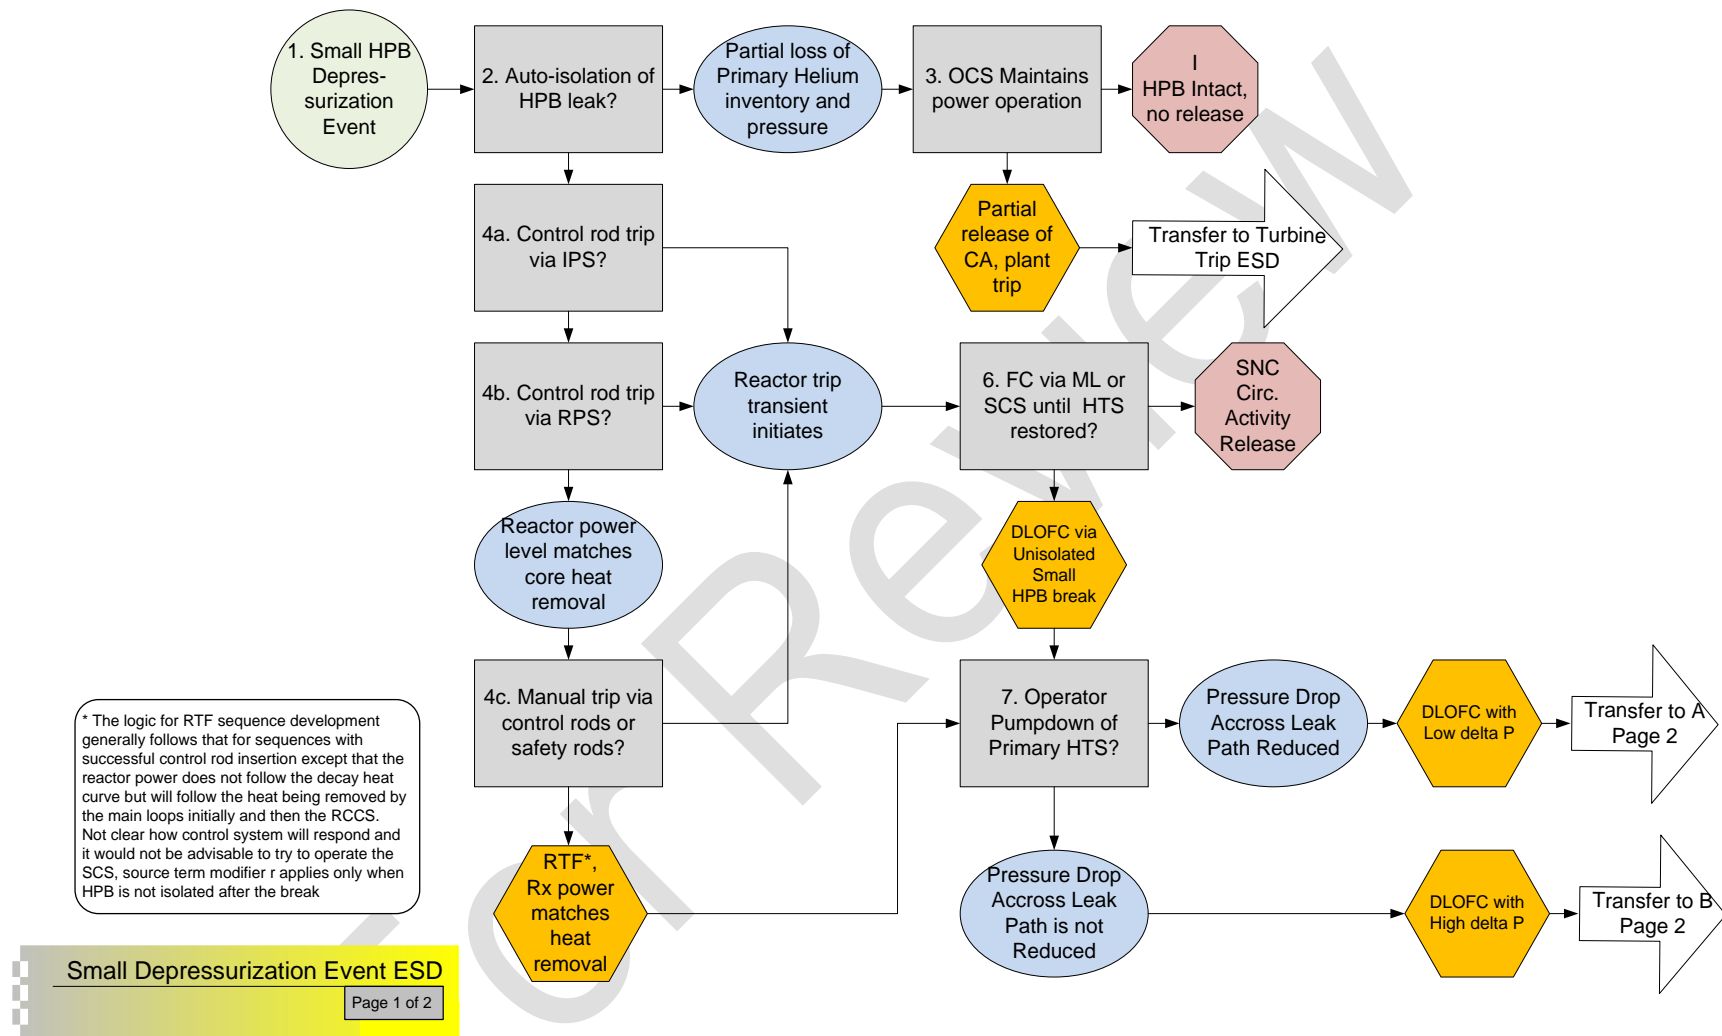 1. Small HPB
Depres-
surization
Event
2. Auto-isolation of
HPB leak?
Partial loss of
Primary Helium
inventory and
pressure
3. OCS Maintains
power operation
I
HPB Intact,
no release
4a. Control rod trip
via IPS?
Partial
release of
CA, plant
trip
Transfer to Turbine
Trip ESD
4b. Control rod trip
via RPS?
Reactor trip
transient
initiates
6. FC via ML or
SCS until  HTS
restored?
SNC
Circ.
Activity
Release
Reactor power
level matches
core heat
removal
DLOFC via
Unisolated
Small
HPB break
4c. Manual trip via
control rods or
safety rods?
7. Operator
Pumpdown of
Primary HTS?
Pressure Drop
Accross Leak
Path Reduced
DLOFC with
Low delta P
Transfer to A
Page 2
* The logic for RTF sequence development
generally follows that for sequences with
successful control rod insertion except that the
reactor power does not follow the decay heat
curve but will follow the heat being removed by
the main loops initially and then the RCCS.
Not clear how control system will respond and
it would not be advisable to try to operate the
SCS, source term modifier r applies only when
HPB is not isolated after the break
RTF*,
Rx power
matches
heat
removal
Pressure Drop
Accross Leak
Path is not
Reduced
DLOFC with
High delta P
Transfer to B
Page 2
Small Depressurization Event ESD
Page 1 of 2
For Review